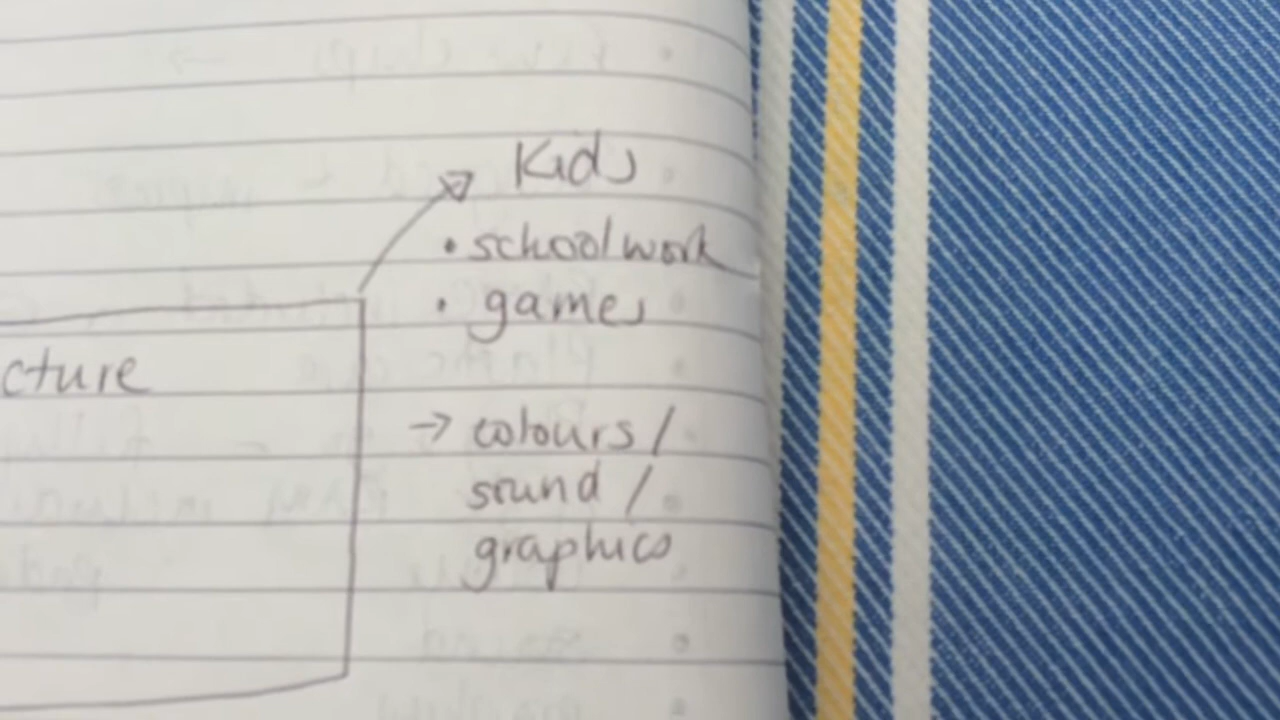 Kids
• schoolwork
• games
cture
→ colours /
sound /
graphics